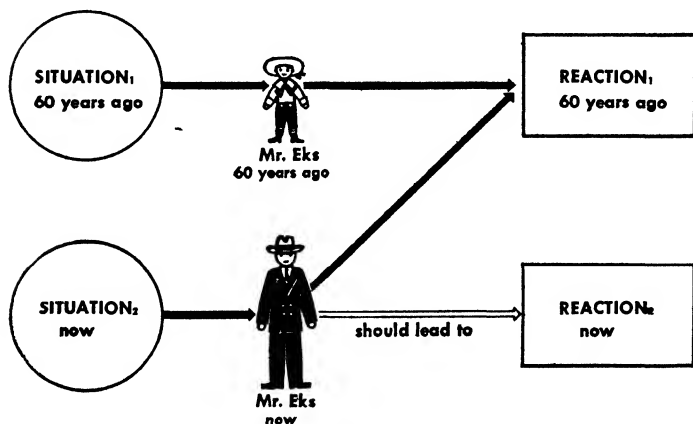 SITUATION₁
60 years ago
Mr. Eks
60 years ago
REACTION₁
60 years ago
SITUATION₂
now
Mr. Eks
now
should lead to
REACTION₂
now